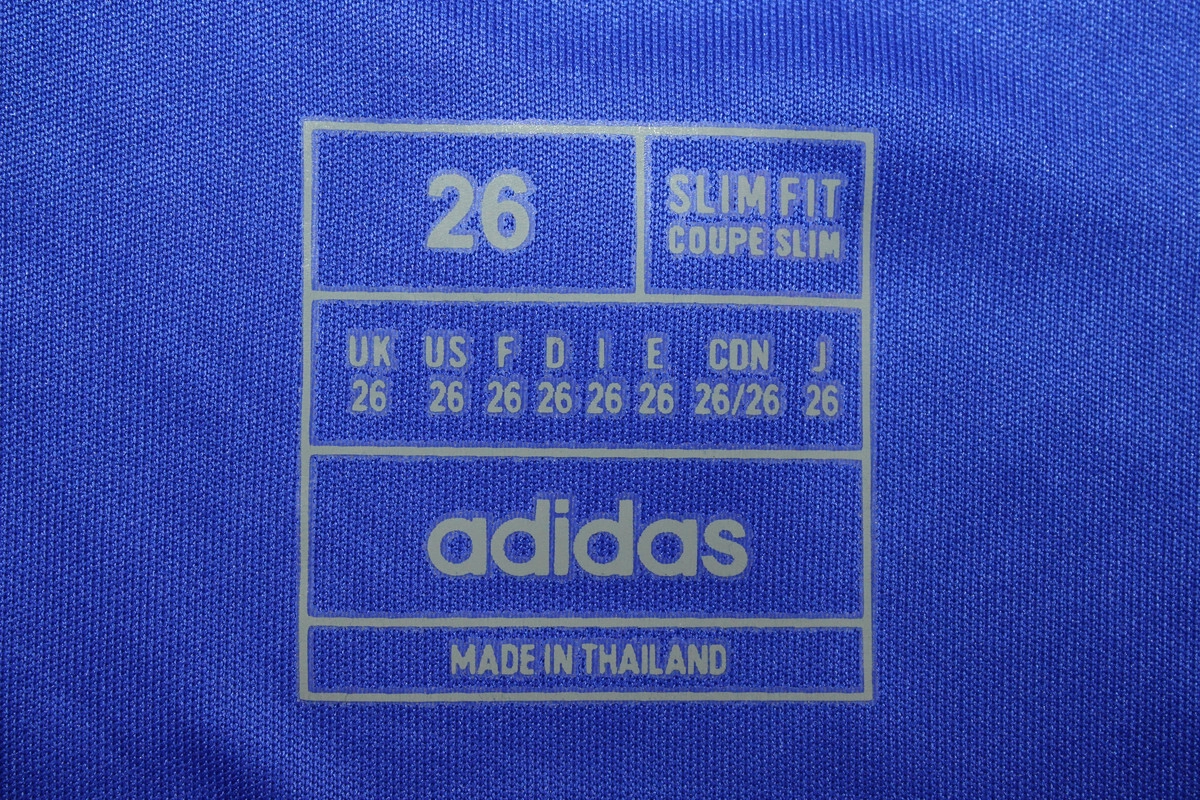 26
SLIM FIT
COUPE SLIM
UK US F D I E CDN J
26 26 26 26 26 26 26/26 26
adidas
MADE IN THAILAND